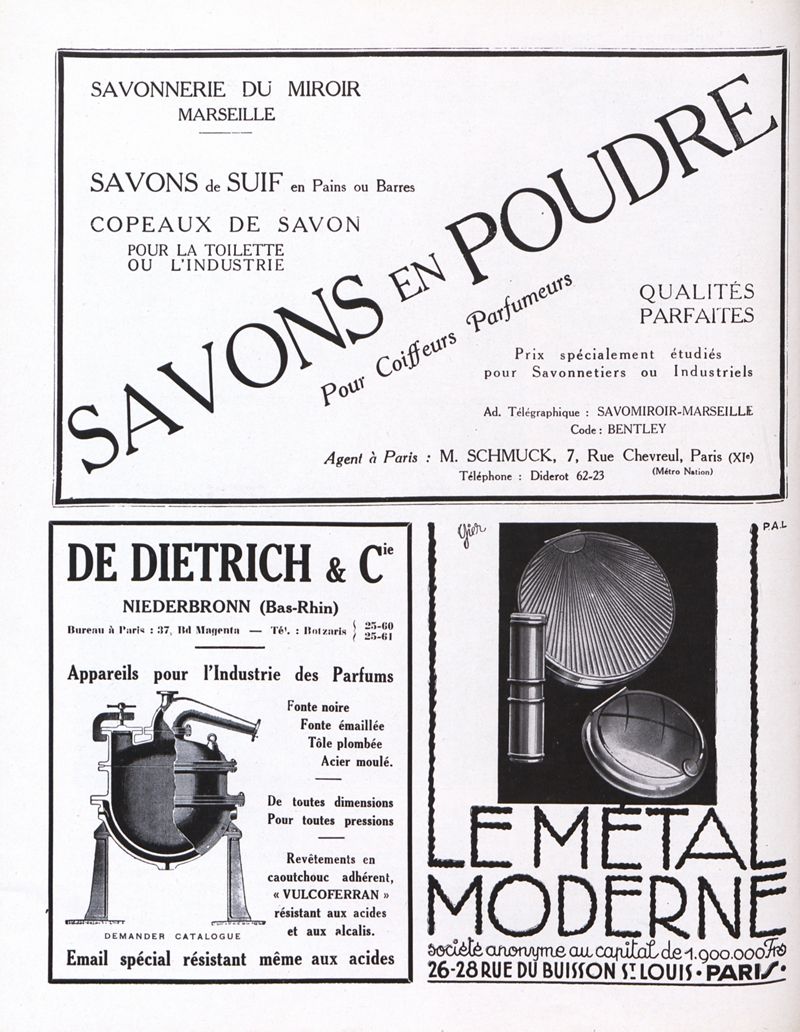 SAVONNERIE DU MIROIR
MARSEILLE
SAVONS de SUIF en Pains ou Barres
COPEAUX DE SAVON
POUR LA TOILETTE
OU L'INDUSTRIE
SAVONS EN POUDRE
Pour Coiffeurs Parfumeurs
QUALITÉS
PARFAITES
Prix spécialement étudiés
pour Savonnetiers ou Industriels
Ad. Télégraphique : SAVOMIROIR-MARSEILLE
Code : BENTLEY
Agent à Paris : M. SCHMUCK, 7, Rue Chevreul, Paris (XIe)
Téléphone : Diderot 62-23 (Métro Nation)
DE DIETRICH & Cie
NIEDERBRONN (Bas-Rhin)
Bureau à Paris : 37, Bd Magenta — Tél. : Botzaris { 25-60
25-61
Appareils pour l'Industrie des Parfums
Fonte noire
Fonte émaillée
Tôle plombée
Acier moulé.
De toutes dimensions
Pour toutes pressions
Revêtements en
caoutchouc adhérent,
« VULCOFERRAN »
résistant aux acides
et aux alcalis.
DEMANDER CATALOGUE
Email spécial résistant même aux acides
Gier
P.A.L
LE MÉTAL
MODERNE
société anonyme au capital de 1.900.000 Frs
26-28 RUE DU BUISSON ST LOUIS • PARIS •